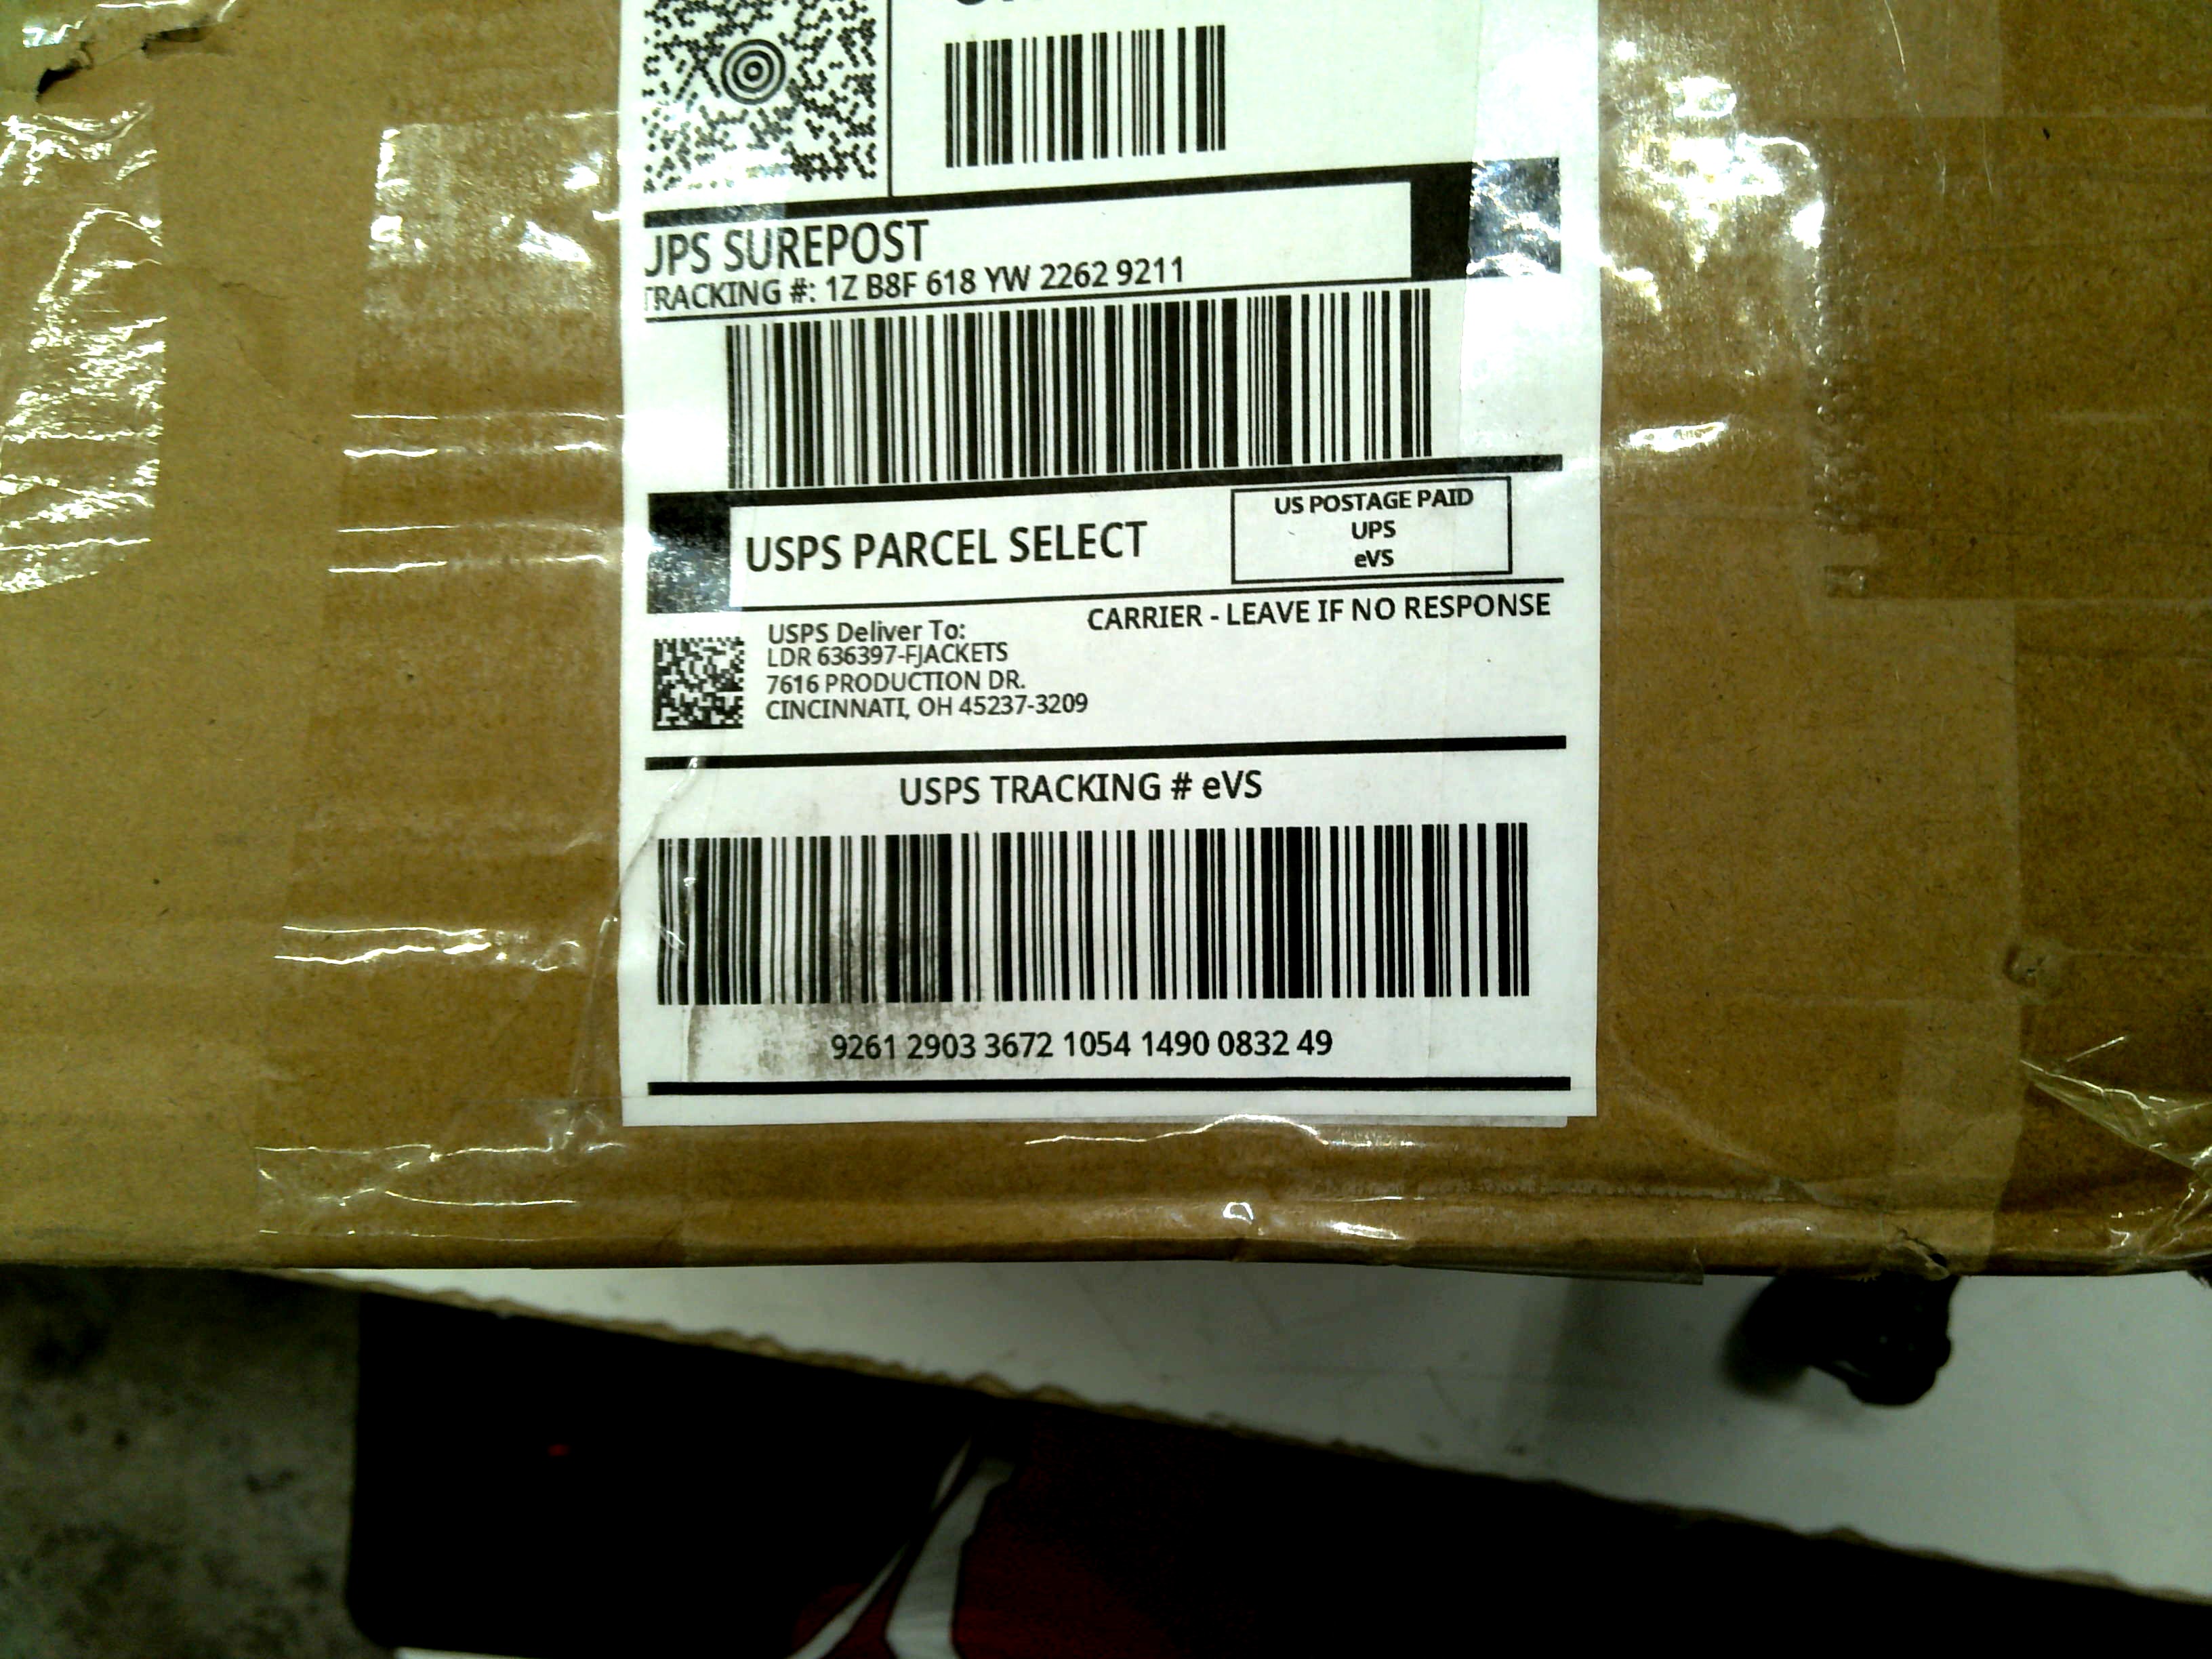 UPS SUREPOST
TRACKING #: 1Z B8F 618 YW 2262 9211
USPS PARCEL SELECT
US POSTAGE PAID
UPS
eVS
CARRIER - LEAVE IF NO RESPONSE
USPS Deliver To:
LDR 636397-FJACKETS
7616 PRODUCTION DR.
CINCINNATI, OH 45237-3209
USPS TRACKING # eVS
9261 2903 3672 1054 1490 0832 49